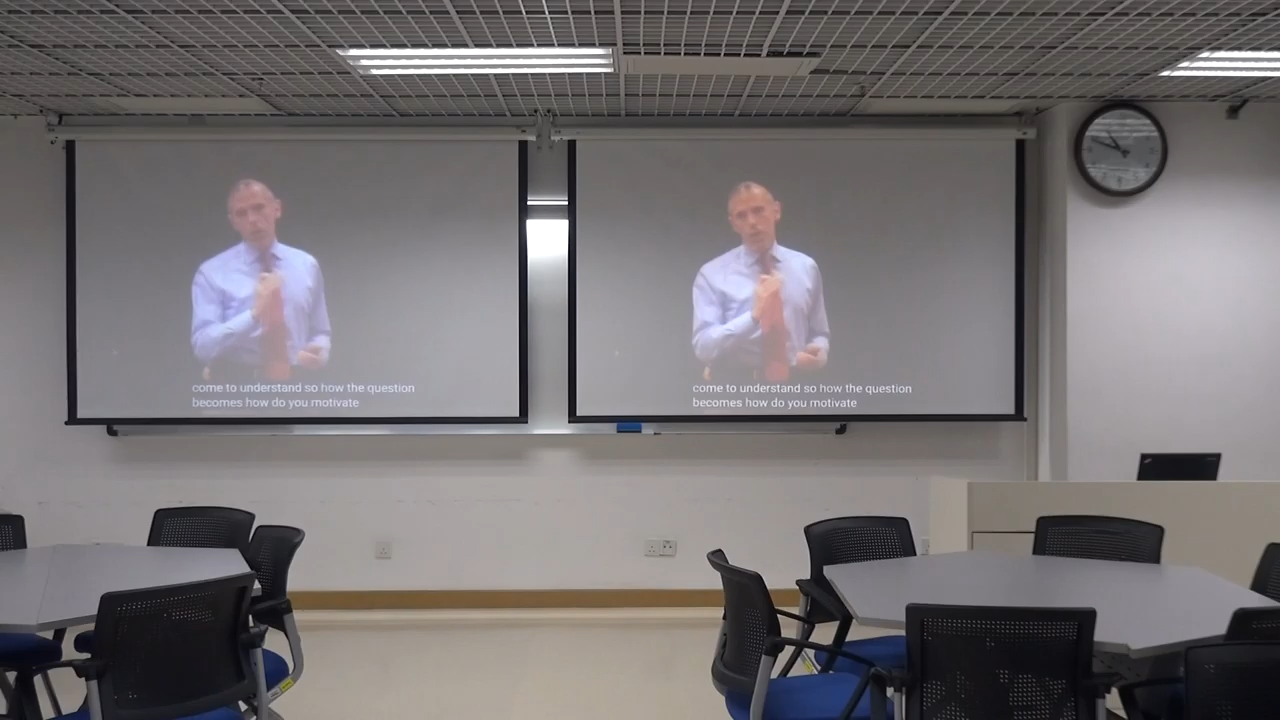 come to understand so how the question
becomes how do you motivate
come to understand so how the question
becomes how do you motivate